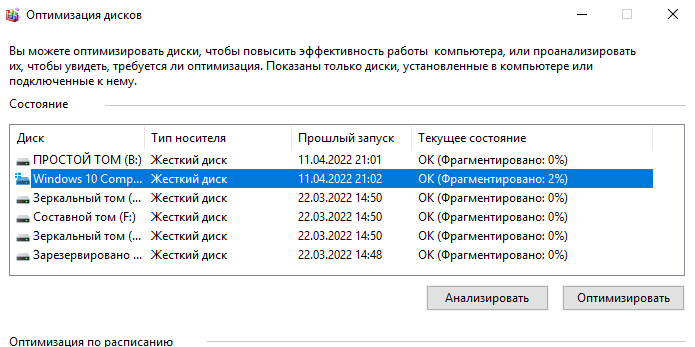 Оптимизация дисков
Вы можете оптимизировать диски, чтобы повысить эффективность работы компьютера, или проанализировать
их, чтобы увидеть, требуется ли оптимизация. Показаны только диски, установленные в компьютере или
подключенные к нему.
Состояние
Диск Тип носителя Прошлый запуск Текущее состояние
ПРОСТОЙ ТОМ (B:) Жесткий диск 11.04.2022 21:01 ОК (Фрагментировано: 0%)
Windows 10 Comp... Жесткий диск 11.04.2022 21:02 ОК (Фрагментировано: 2%)
Зеркальный том (... Жесткий диск 22.03.2022 14:50 ОК (Фрагментировано: 0%)
Составной том (F:) Жесткий диск 22.03.2022 14:50 ОК (Фрагментировано: 0%)
Зеркальный том (... Жесткий диск 22.03.2022 14:50 ОК (Фрагментировано: 0%)
Зарезервировано ... Жесткий диск 22.03.2022 14:48 ОК (Фрагментировано: 0%)
Анализировать Оптимизировать
Оптимизация по расписанию